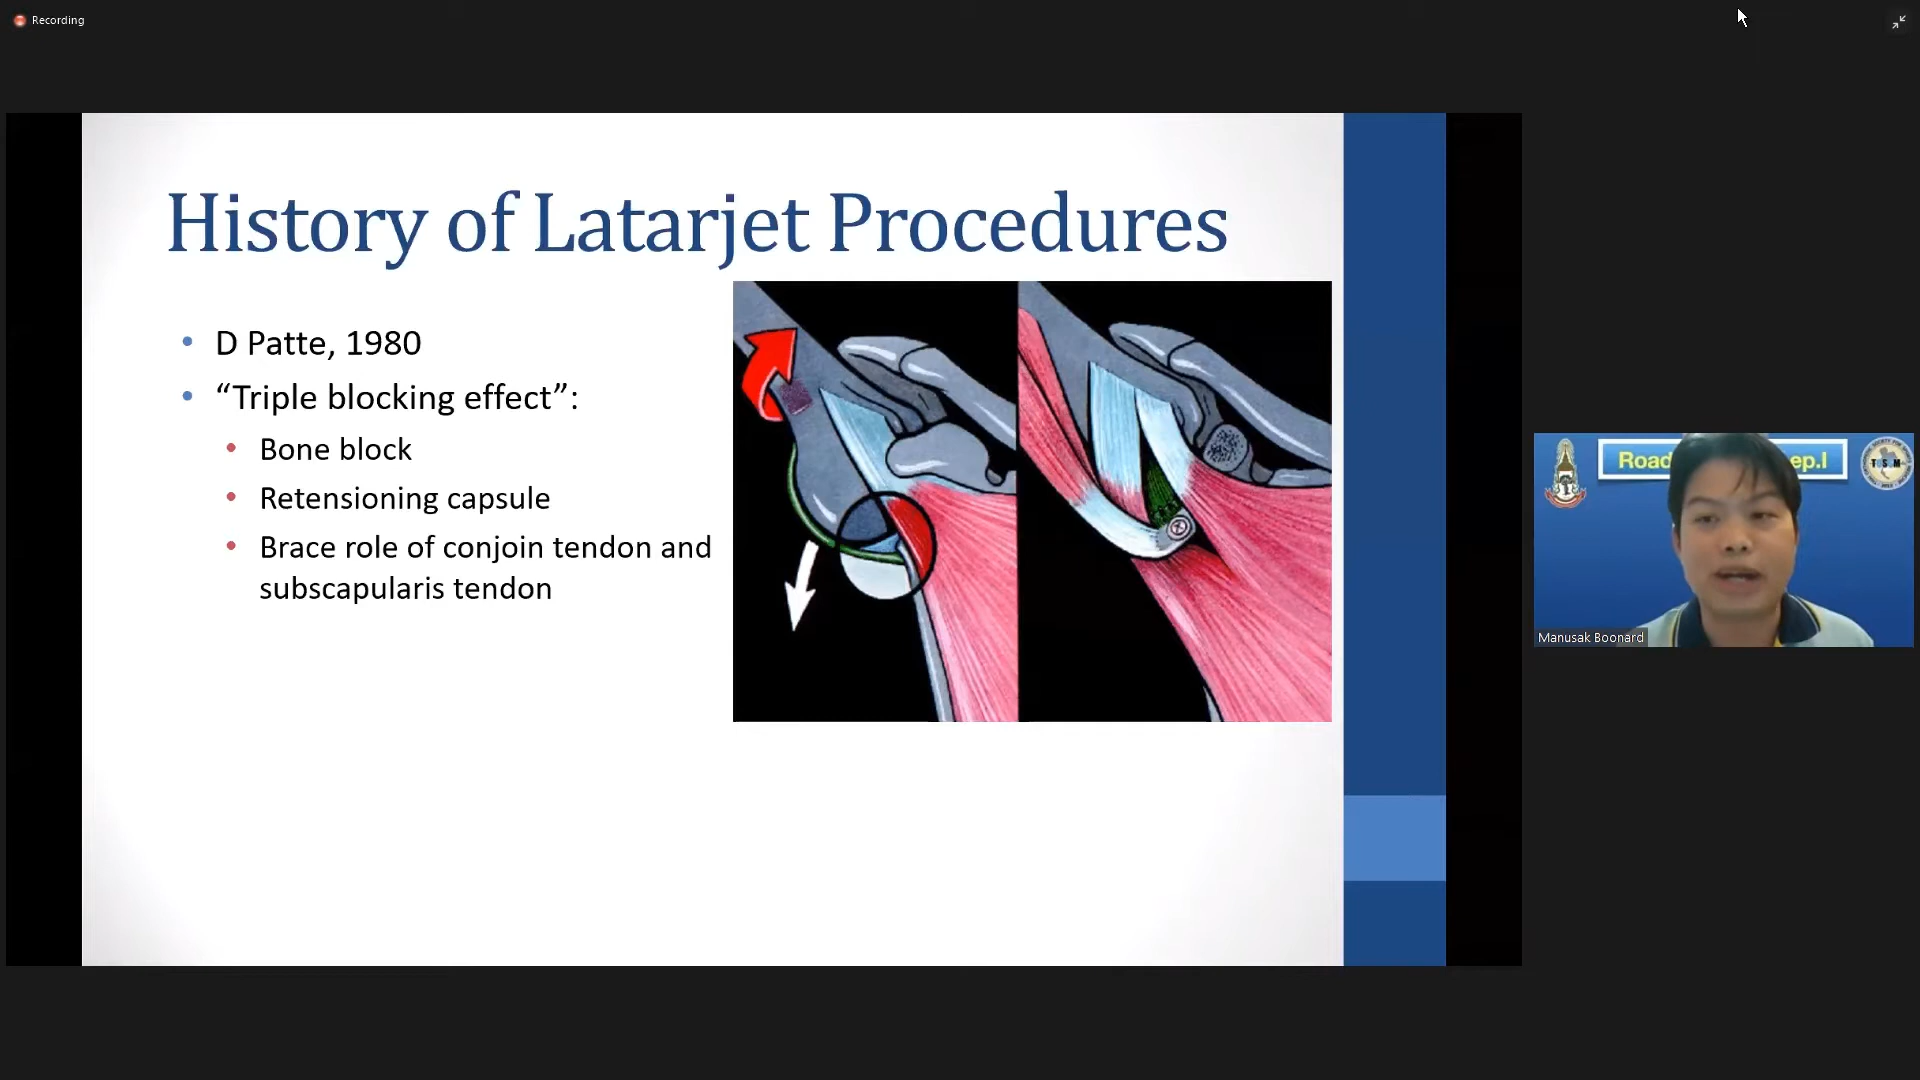 Recording
History of Latarjet Procedures
• D Patte, 1980
• “Triple blocking effect”:
• Bone block
• Retensioning capsule
• Brace role of conjoin tendon and
subscapularis tendon
Road ep.I
Manusak Boonard